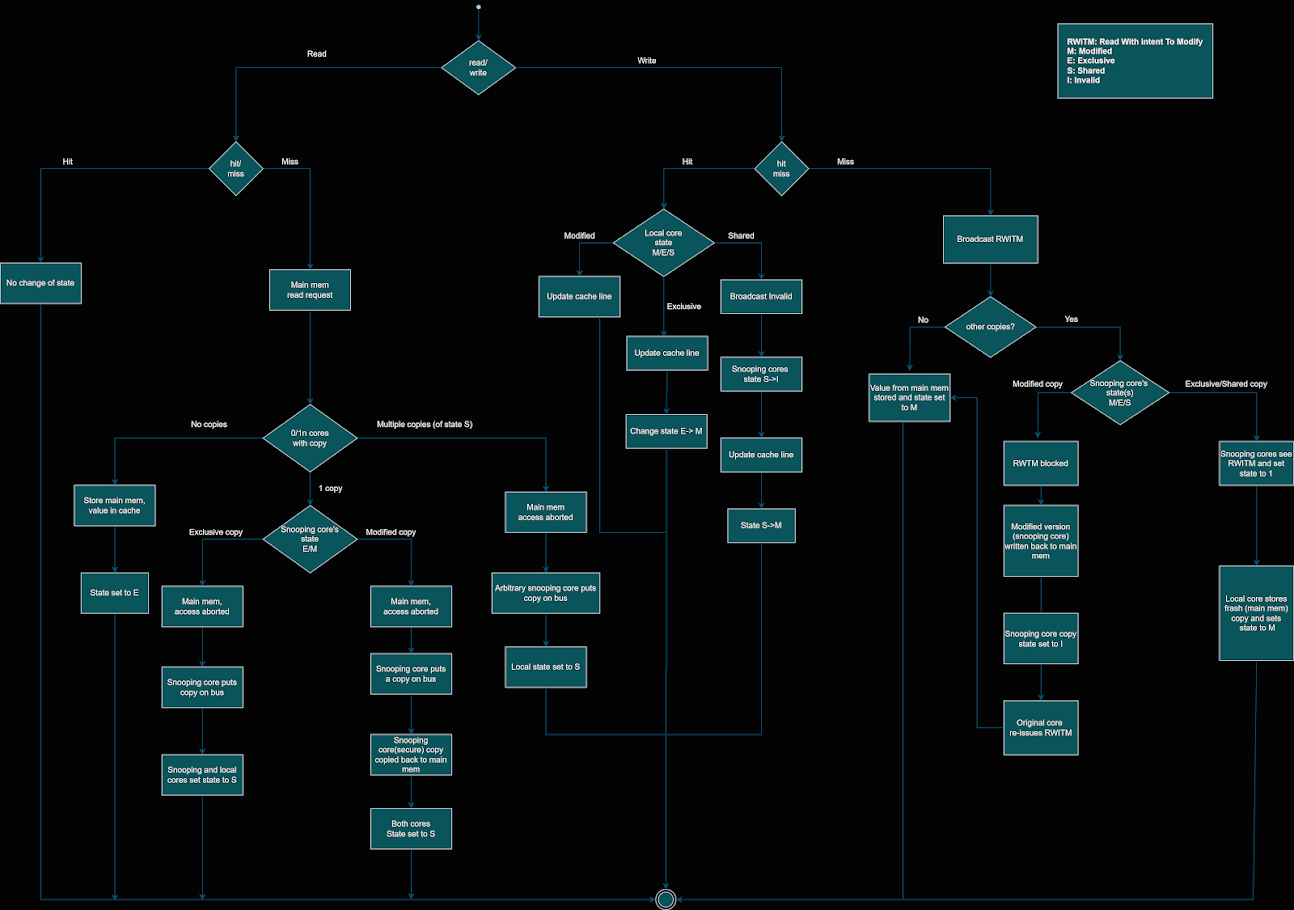 RWITM: Read With Intent To Modify
M: Modified
E: Exclusive
S: Shared
I: Invalid
read/
write
Read
Write
hit/
miss
Hit
Miss
hit
miss
Hit
Miss
No change of state
Main mem
read request
Local core
state
M/E/S
Modified
Shared
Exclusive
Update cache line
Broadcast Invalid
Update cache line
Snooping cores
state S->I
Change state E-> M
Update cache line
State S->M
Broadcast RWITM
other copies?
No
Yes
Value from main mem
stored and state set
to M
Snooping core's
state(s)
M/E/S
Modified copy
Exclusive/Shared copy
RWTM blocked
Modified version
(snooping core)
written back to main
mem
Snooping core copy
state set to I
Original core
re-issues RWITM
Snooping cores see
RWITM and set
state to 1
Local core stores
frash (main mem)
copy and sets
state to M
0/1n cores
with copy
No copies
Multiple copies (of state S)
1 copy
Store main mem,
value in cache
State set to E
Snooping core's
state
E/M
Exclusive copy
Modified copy
Main mem,
access aborted
Snooping core puts
copy on bus
Snooping and local
cores set state to S
Main mem,
access aborted
Snooping core puts
a copy on bus
Snooping
core(secure) copy
copied back to main
mem
Both cores
State set to S
Main mem
access aborted
Arbitrary snooping core puts
copy on bus
Local state set to S